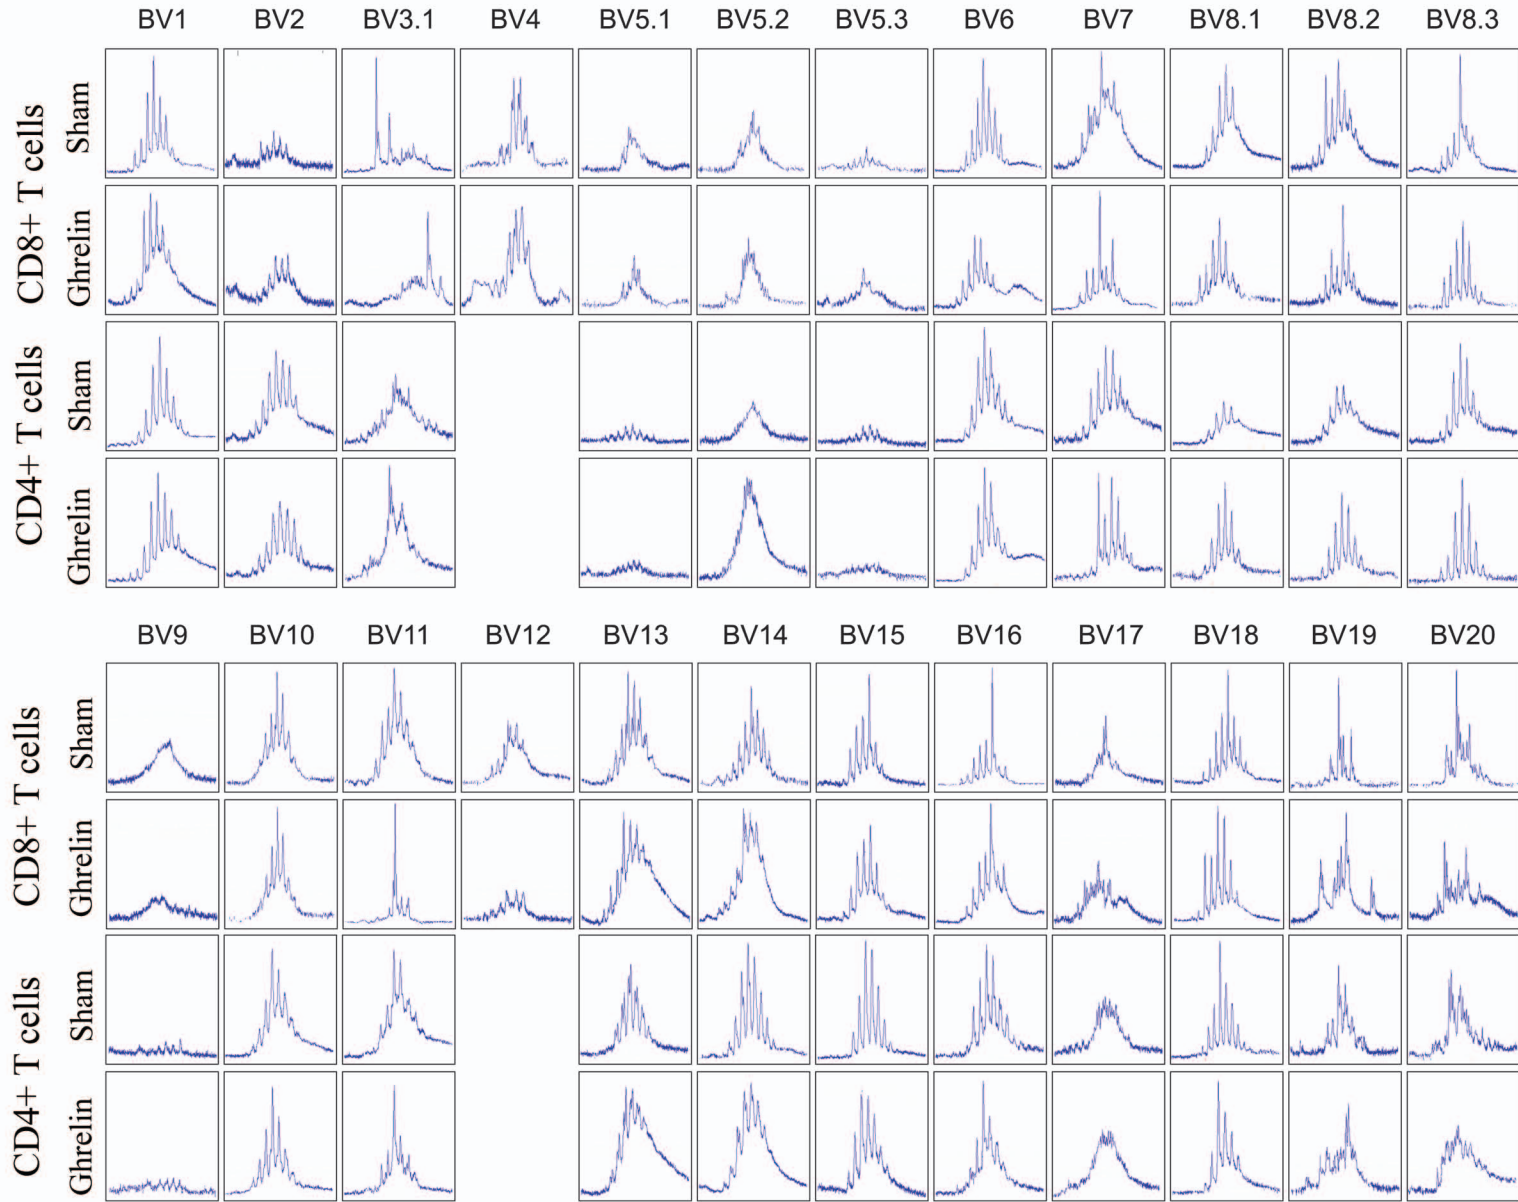 BV1 BV2 BV3.1 BV4 BV5.1 BV5.2 BV5.3 BV6 BV7 BV8.1 BV8.2 BV8.3
CD8+ T cells
Sham
Ghrelin
CD4+ T cells
Sham
Ghrelin
BV9 BV10 BV11 BV12 BV13 BV14 BV15 BV16 BV17 BV18 BV19 BV20
CD8+ T cells
Sham
Ghrelin
CD4+ T cells
Sham
Ghrelin